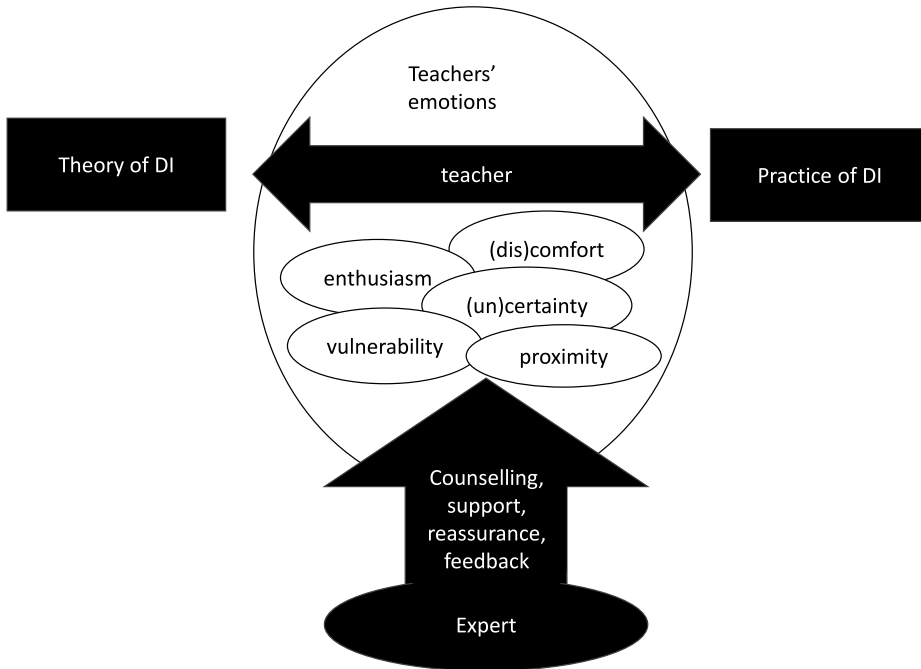 Teachers’
emotions
Theory of DI
teacher
Practice of DI
(dis)comfort
enthusiasm
(un)certainty
vulnerability
proximity
Counselling,
support,
reassurance,
feedback
Expert